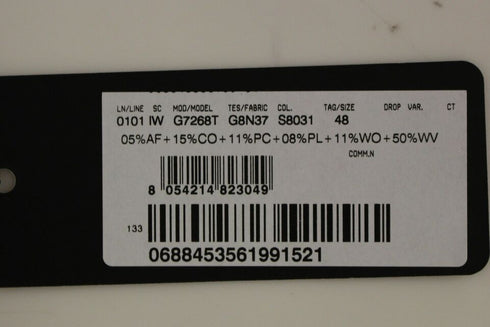 LN/LINE SC MOD/MODEL TES/FABRIC COL. TAG/SIZE DROP VAR. CT
0101 IW G7268T G8N37 S8031 48
05%AF+15%CO+11%PC+08%PL+11%WO+50%WV
COMM.N
8 054214 823049
133
0688453561991521